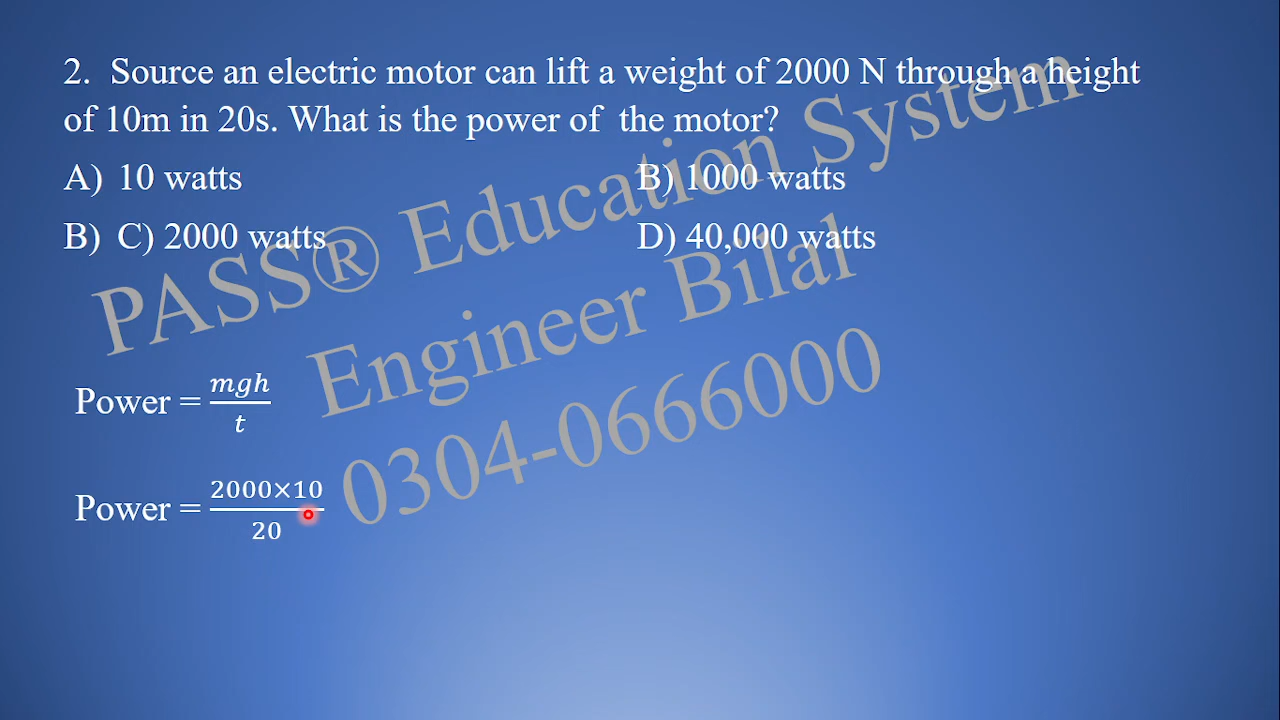 2. Source an electric motor can lift a weight of 2000 N through a height
of 10m in 20s. What is the power of the motor?
A) 10 watts B) 1000 watts
B) C) 2000 watts D) 40,000 watts
PASS® Education System
Engineer Bilal
0304-0666000
Power = mgh/t
Power = 2000×10/20